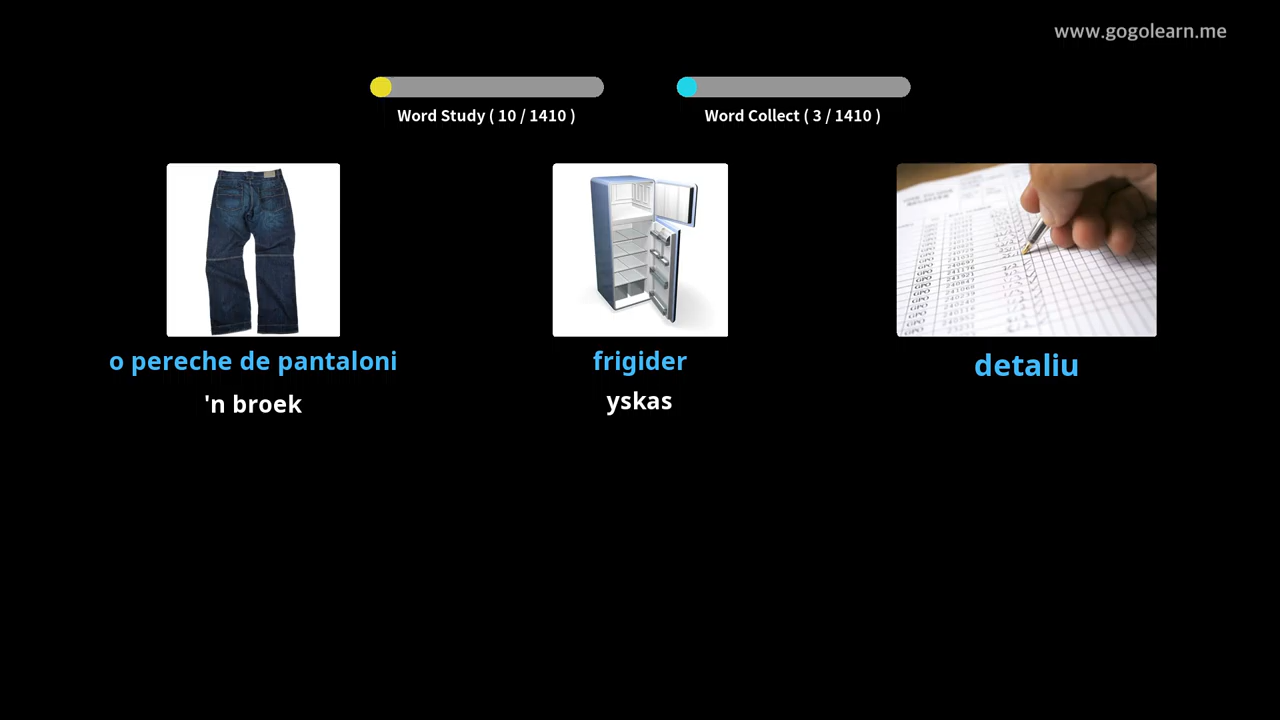 www.gogolearn.me
Word Study ( 10 / 1410 )
Word Collect ( 3 / 1410 )
o pereche de pantaloni
frigider
detaliu
'n broek
yskas